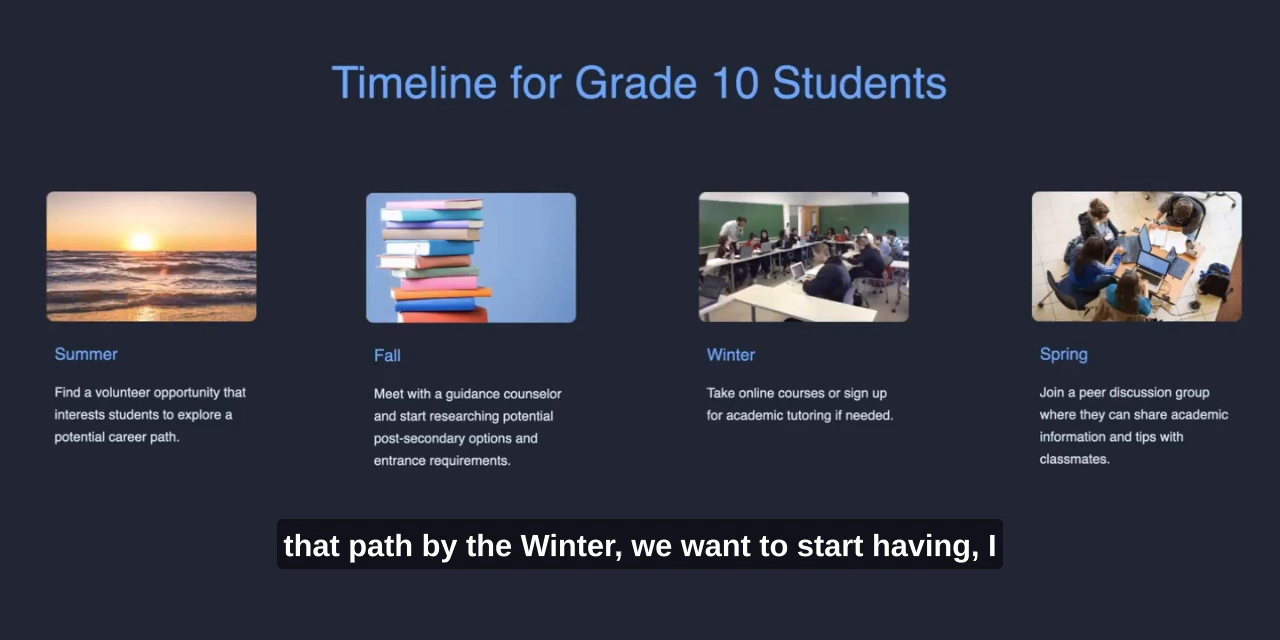 Timeline for Grade 10 Students
Summer
Find a volunteer opportunity that
interests students to explore a
potential career path.
Fall
Meet with a guidance counselor
and start researching potential
post-secondary options and
entrance requirements.
Winter
Take online courses or sign up
for academic tutoring if needed.
Spring
Join a peer discussion group
where they can share academic
information and tips with
classmates.
that path by the Winter, we want to start having, I